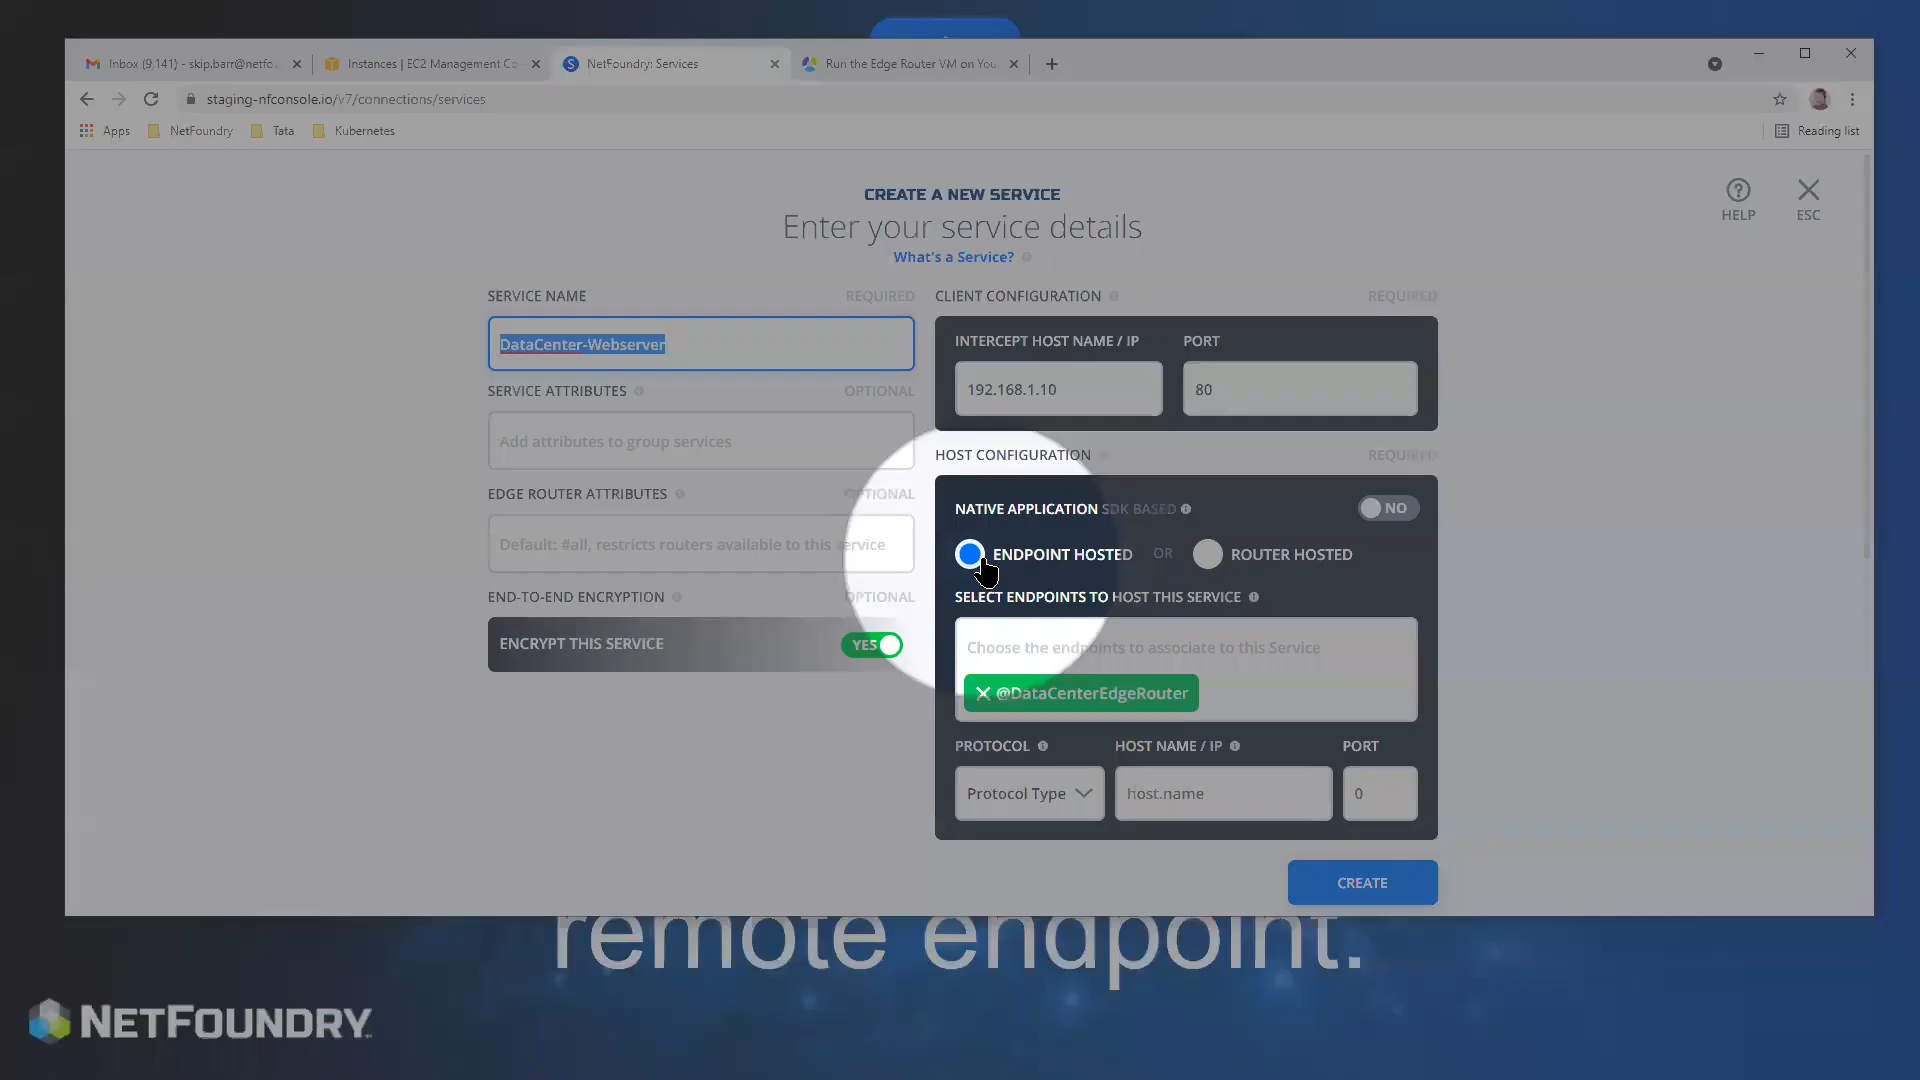 Inbox (9,141) - skip.barr@netfo
Instances | EC2 Management Co
NetFoundry: Services
Run the Edge Router VM on You
staging-nfconsole.io/v7/connections/services
Apps
NetFoundry
Tata
Kubernetes
Reading list
CREATE A NEW SERVICE
Enter your service details
What's a Service?
HELP
ESC
SERVICE NAME
REQUIRED
DataCenter-Webserver
SERVICE ATTRIBUTES
OPTIONAL
Add attributes to group services
EDGE ROUTER ATTRIBUTES
OPTIONAL
Default: #all, restricts routers available to this service
END-TO-END ENCRYPTION
OPTIONAL
ENCRYPT THIS SERVICE
YES
CLIENT CONFIGURATION
REQUIRED
INTERCEPT HOST NAME / IP
PORT
192.168.1.10
80
HOST CONFIGURATION
REQUIRED
NATIVE APPLICATION SDK BASED
NO
ENDPOINT HOSTED OR ROUTER HOSTED
SELECT ENDPOINTS TO HOST THIS SERVICE
Choose the endpoints to associate to this Service
@DataCenterEdgeRouter
PROTOCOL
HOST NAME / IP
PORT
Protocol Type
host.name
0
CREATE
remote endpoint.
NETFOUNDRY